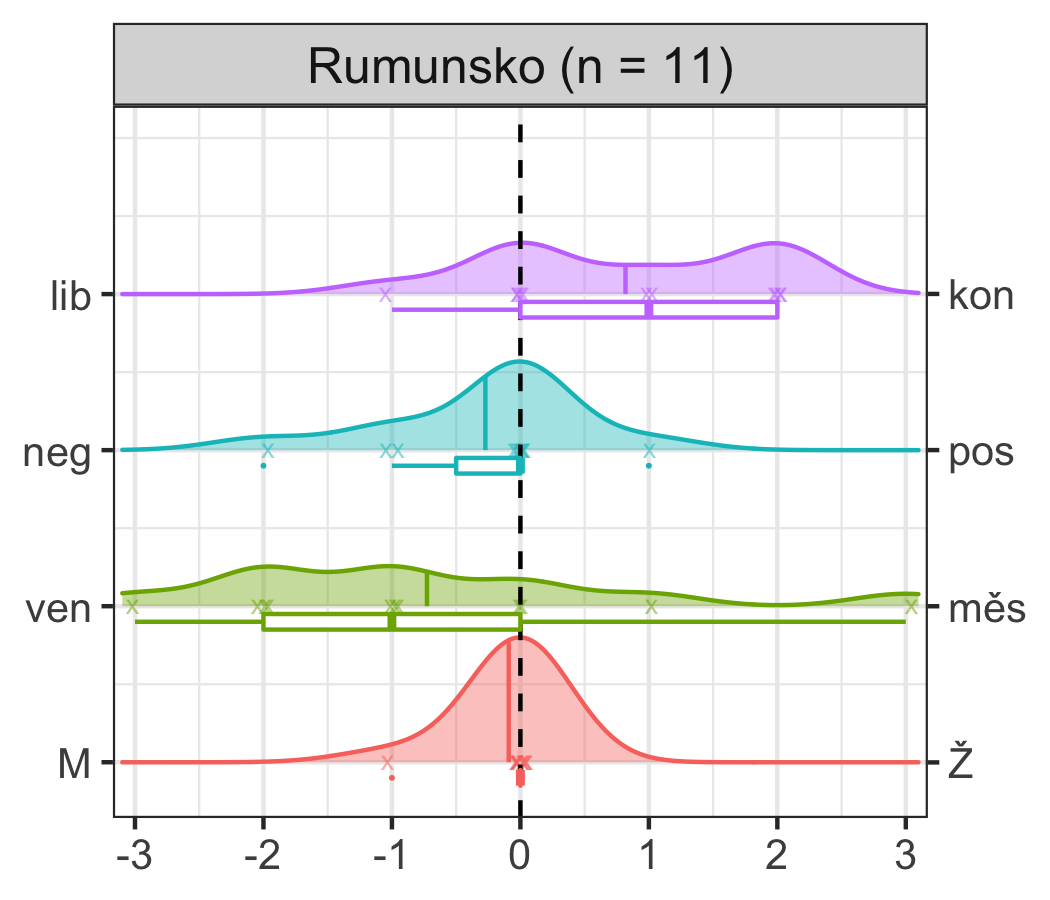 Rumunsko (n = 11)
lib kon
neg pos
ven měs
M Ž
-3 -2 -1 0 1 2 3